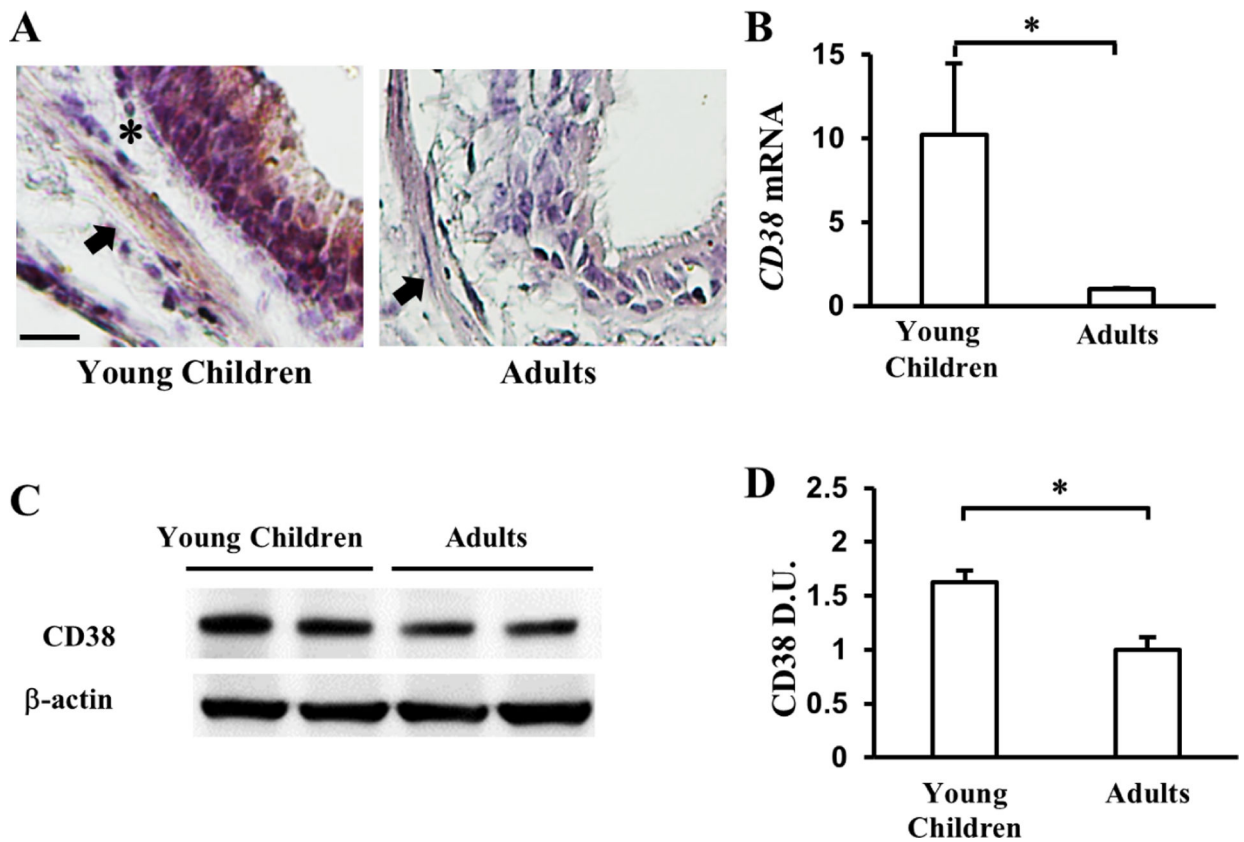 A
*
Young Children
Adults
B
CD38 mRNA
15
10
5
0
*
Young
Children
Adults
C
Young Children
Adults
CD38
β-actin
D
CD38 D.U.
2.5
2
1.5
1
0.5
0
*
Young
Children
Adults